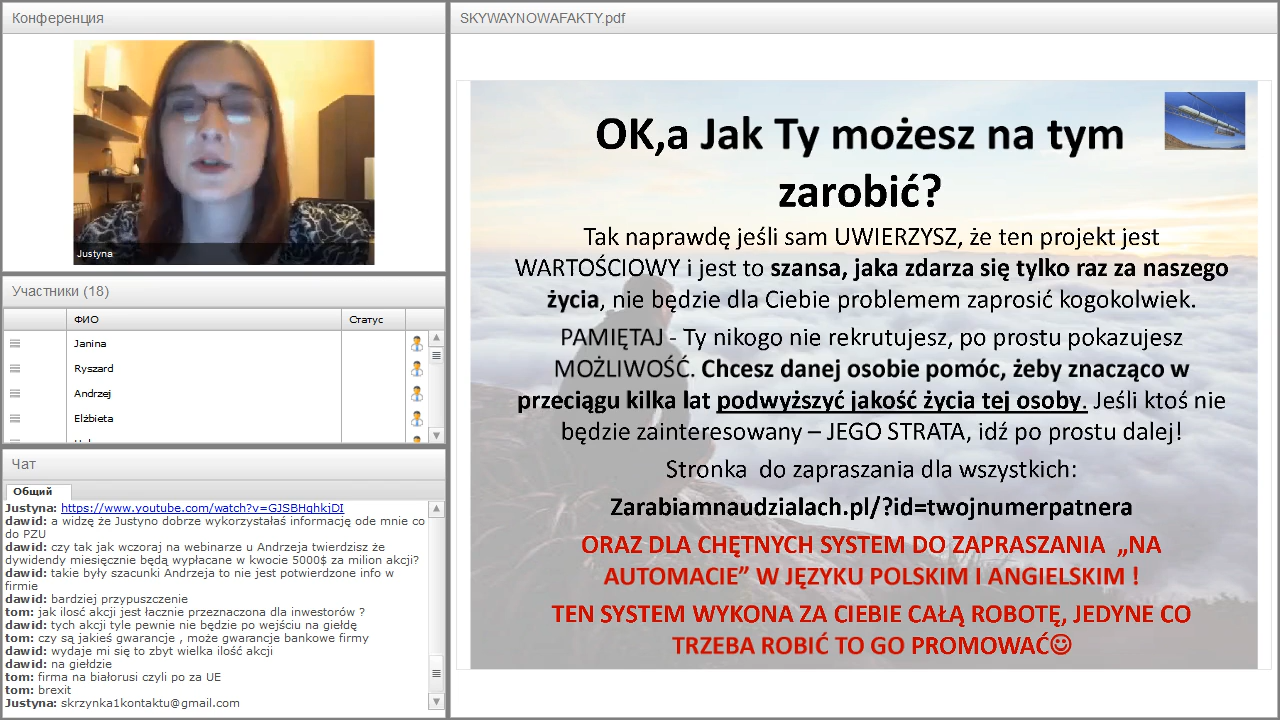 Конференция
Justyna
Участники (18)
ФИО Статус
Janina
Ryszard
Andrzej
Elżbieta
Чат
Общий
Justyna: https://www.youtube.com/watch?v=GJSBHghkjDI
dawid: a widzę że Justyno dobrze wykorzystałaś informację ode mnie co
do PZU
dawid: czy tak jak wczoraj na webinarze u Andrzeja twierdzisz że
dywidendy miesięcznie będą wypłacane w kwocie 5000$ za milion akcji?
dawid: takie były szacunki Andrzeja to nie jest potwierdzone info w
firmie
dawid: bardziej przypuszczenie
tom: jak ilosć akcji jest łacznie przeznaczona dla inwestorów ?
dawid: tych akcji tyle pewnie nie będzie po wejściu na giełdę
tom: czy są jakieś gwarancje , może gwarancje bankowe firmy
dawid: wydaje mi się to zbyt wielka ilość akcji
dawid: na giełdzie
tom: firma na białorusi czyli po za UE
tom: brexit
Justyna: skrzynka1kontaktu@gmail.com
SKYWAYNOWAFAKTY.pdf
OK,a Jak Ty możesz na tym
zarobić?
Tak naprawdę jeśli sam UWIERZYSZ, że ten projekt jest
WARTOŚCIOWY i jest to szansa, jaka zdarza się tylko raz za naszego
życia, nie będzie dla Ciebie problemem zaprosić kogokolwiek.
PAMIĘTAJ - Ty nikogo nie rekrutujesz, po prostu pokazujesz
MOŻLIWOŚĆ. Chcesz danej osobie pomóc, żeby znacząco w
przeciągu kilka lat podwyższyć jakość życia tej osoby. Jeśli ktoś nie
będzie zainteresowany – JEGO STRATA, idź po prostu dalej!
Stronka do zapraszania dla wszystkich:
Zarabiamnaudzialach.pl/?id=twojnumerpatnera
ORAZ DLA CHĘTNYCH SYSTEM DO ZAPRASZANIA „NA
AUTOMACIE” W JĘZYKU POLSKIM I ANGIELSKIM !
TEN SYSTEM WYKONA ZA CIEBIE CAŁĄ ROBOTĘ, JEDYNE CO
TRZEBA ROBIĆ TO GO PROMOWAĆ☺